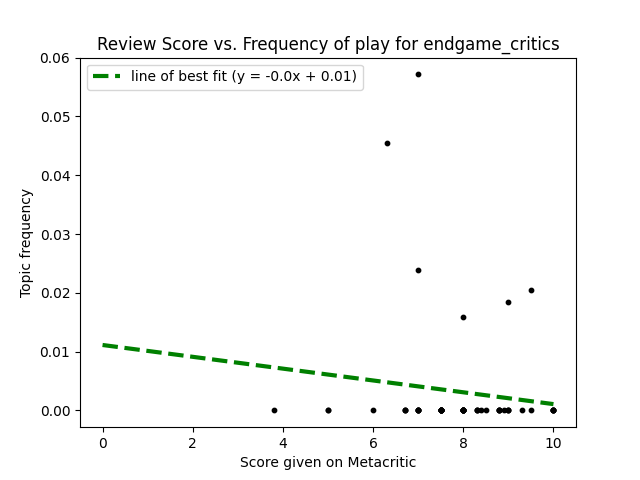 Review Score vs. Frequency of play for endgame_critics
line of best fit (y = -0.0x + 0.01)
0.06
0.05
0.04
0.03
0.02
0.01
0.00
Topic frequency
0 2 4 6 8 10
Score given on Metacritic